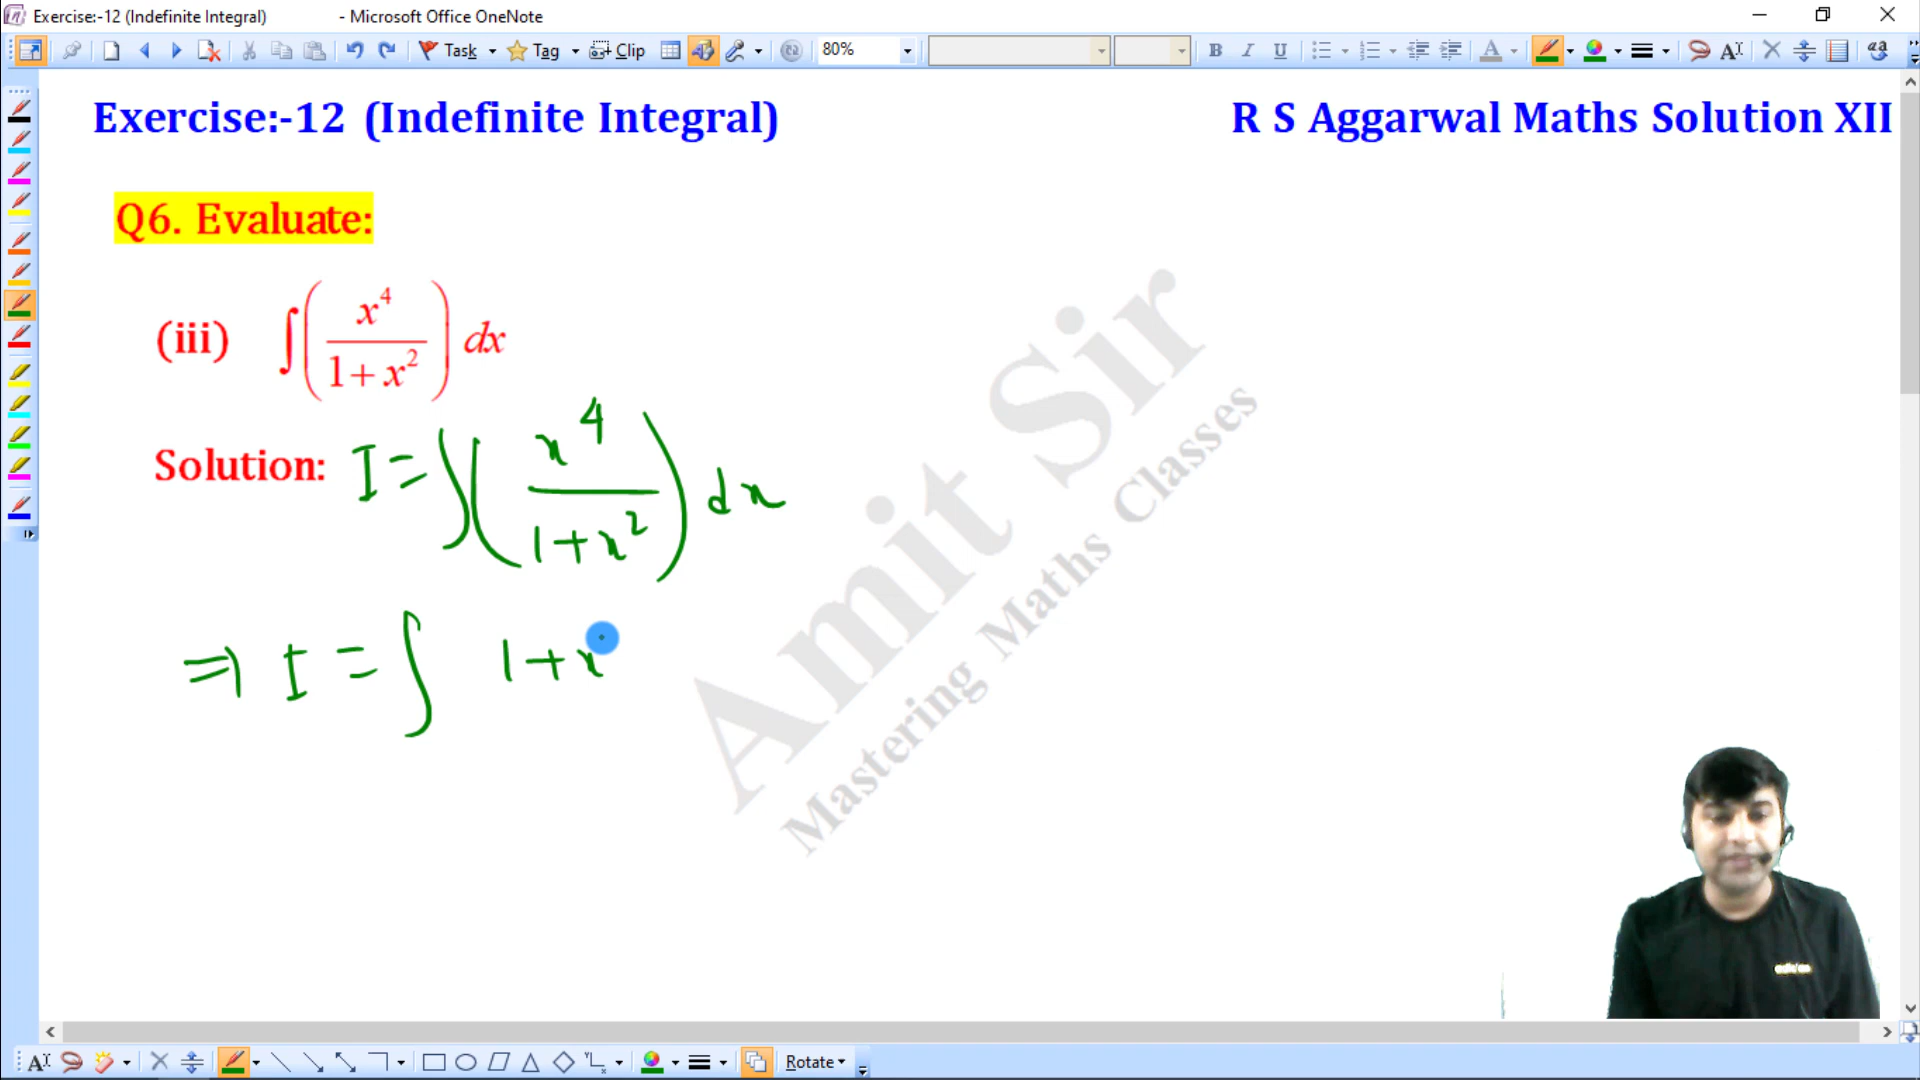 Exercise:-12 (Indefinite Integral) - Microsoft Office OneNote
Task Tag Clip 80% B I U A A
Exercise:-12 (Indefinite Integral) R S Aggarwal Maths Solution XII
Q6. Evaluate:
(iii) ∫(x⁴/(1+x²)) dx
Solution: I = ∫(x⁴/(1+x²)) dx
⇒ I = ∫ 1+x
Amit Sir
Mastering Maths Classes
Rotate